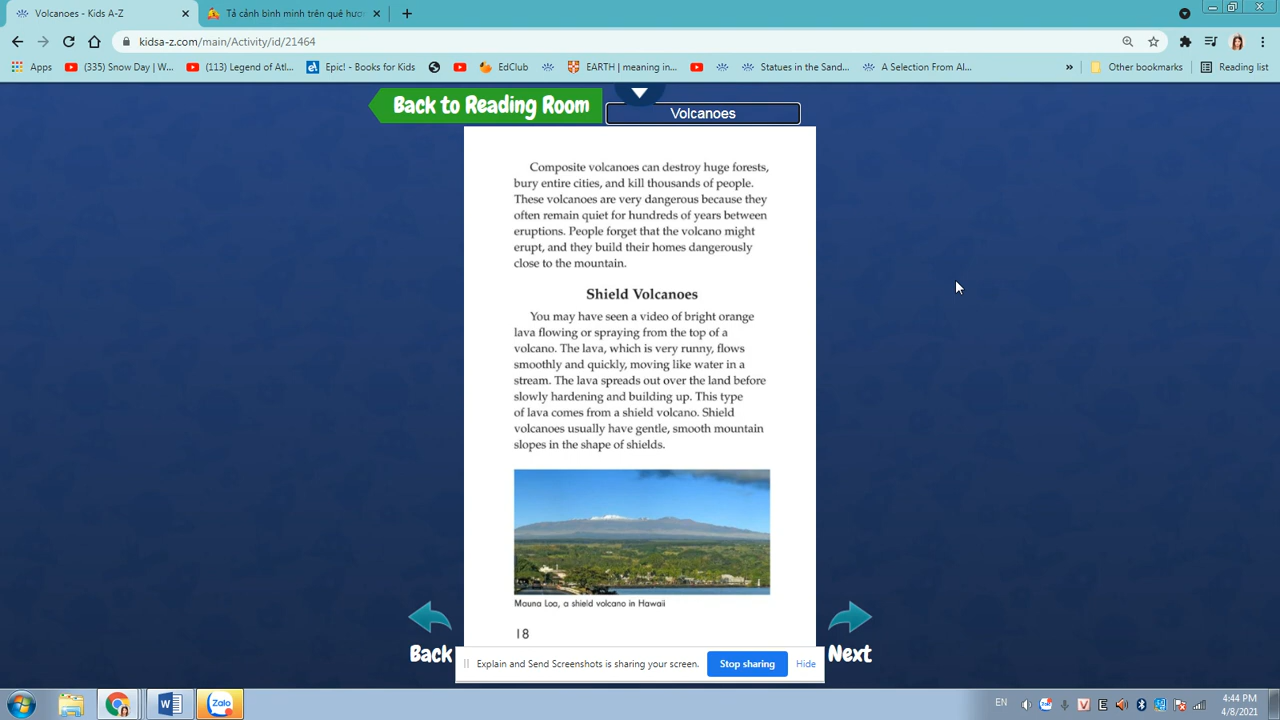 Volcanoes - Kids A-Z
Tả cảnh bình minh trên quê hươ
kidsa-z.com/main/Activity/id/21464
Apps
(335) Snow Day | W...
(113) Legend of Atl...
Epic! - Books for Kids
EdClub
EARTH | meaning in...
Statues in the Sand...
A Selection From Al...
»
Other bookmarks
Reading list
Back to Reading Room
Volcanoes
Composite volcanoes can destroy huge forests,
bury entire cities, and kill thousands of people.
These volcanoes are very dangerous because they
often remain quiet for hundreds of years between
eruptions. People forget that the volcano might
erupt, and they build their homes dangerously
close to the mountain.
Shield Volcanoes
You may have seen a video of bright orange
lava flowing or spraying from the top of a
volcano. The lava, which is very runny, flows
smoothly and quickly, moving like water in a
stream. The lava spreads out over the land before
slowly hardening and building up. This type
of lava comes from a shield volcano. Shield
volcanoes usually have gentle, smooth mountain
slopes in the shape of shields.
Mauna Loa, a shield volcano in Hawaii
18
Back
Next
Explain and Send Screenshots is sharing your screen.
Stop sharing
Hide
Zalo
EN
4:44 PM
4/8/2021